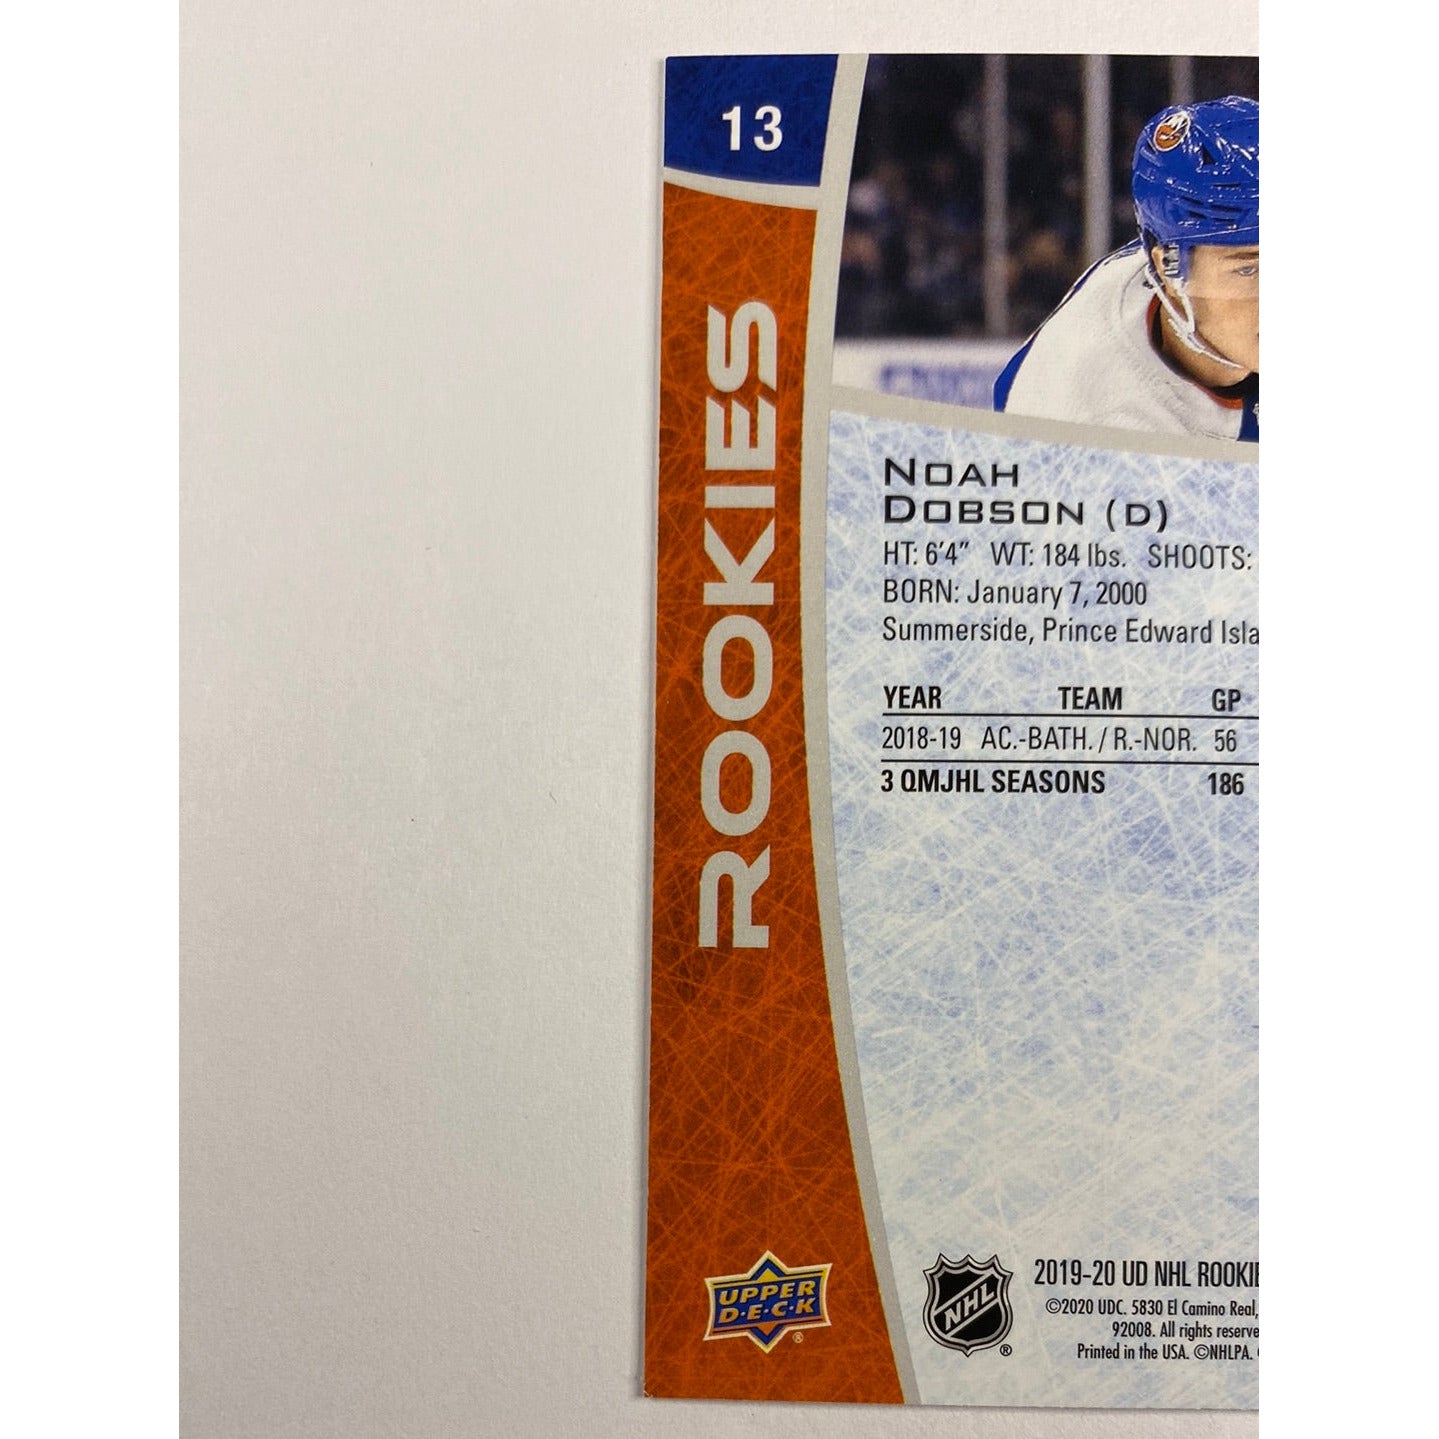 13
ROOKIES
NOAH
DOBSON (D)
HT: 6'4" WT: 184 lbs. SHOOTS:
BORN: January 7, 2000
Summerside, Prince Edward Isla
YEAR TEAM GP
2018-19 AC.-BATH. / R.-NOR. 56
3 QMJHL SEASONS 186
UPPER
D·E·C·K
®
NHL
®
2019-20 UD NHL ROOKIE
©2020 UDC. 5830 El Camino Real,
92008. All rights reserve
Printed in the USA. ©NHLPA.